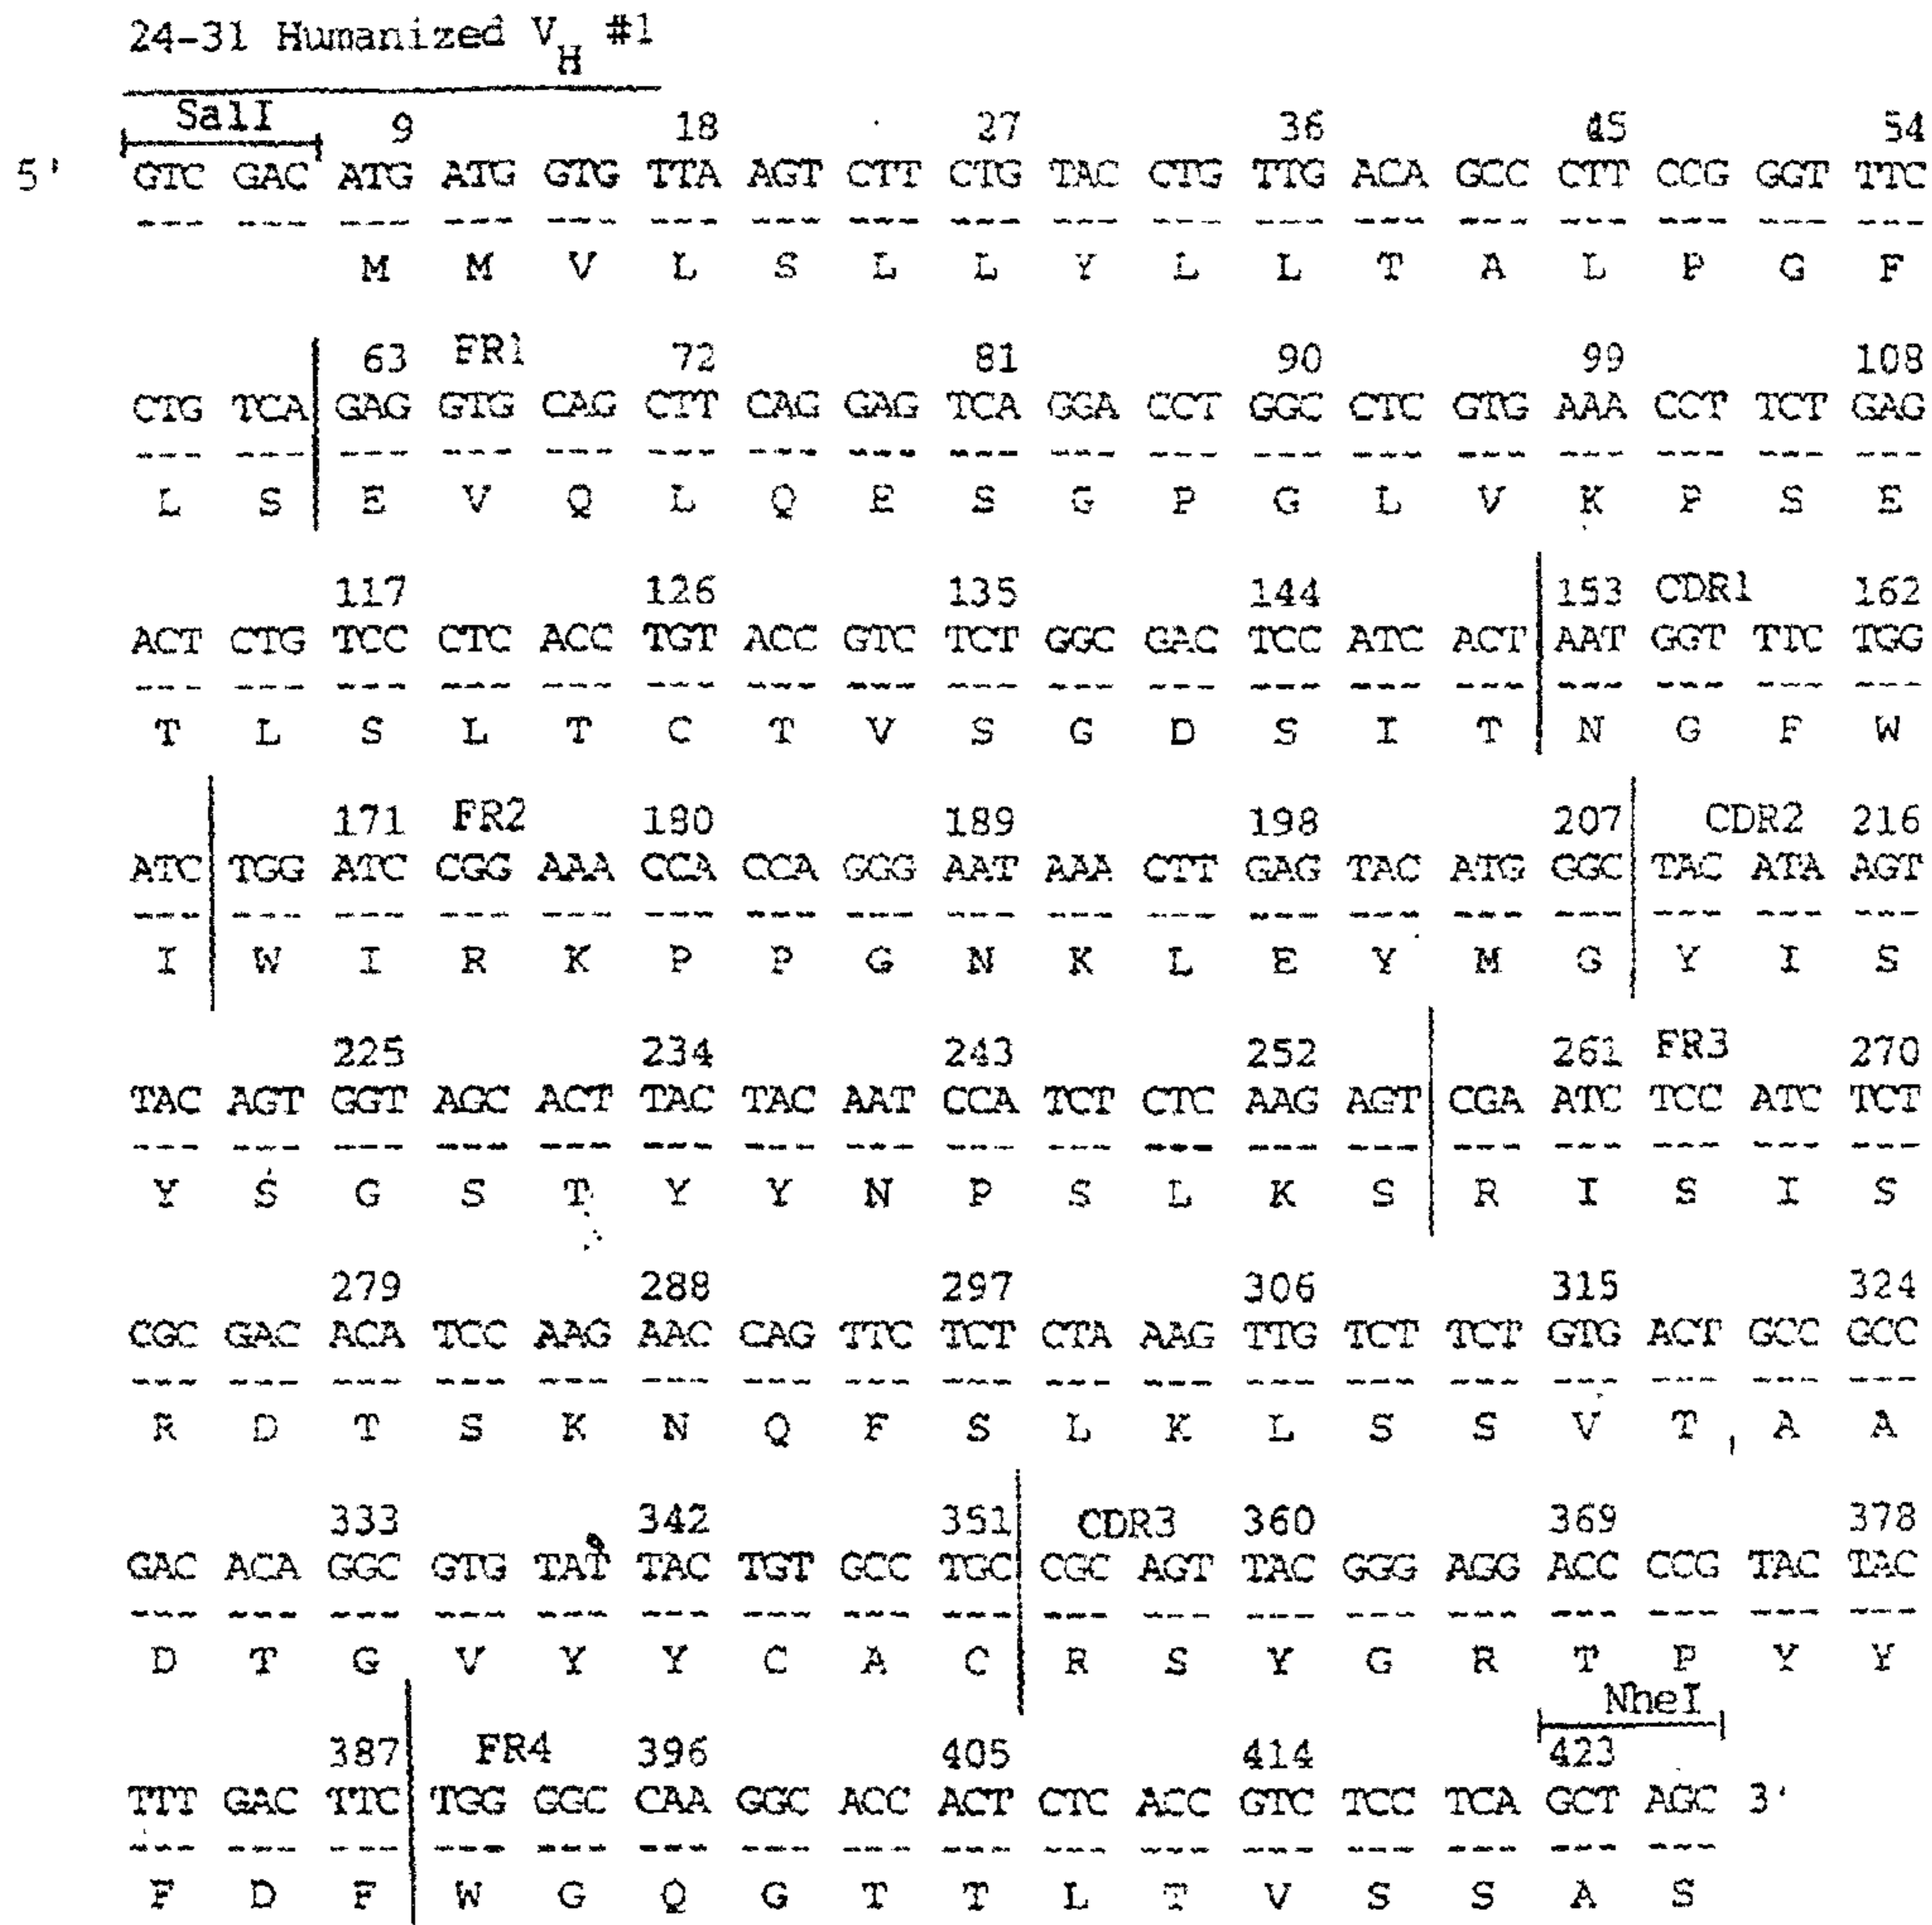 24-31 Humanized V #1
H
SalI 9 18 27 36 45 54
5' GTC GAC ATG ATG GTG TTA AGT CTT CTG TAC CTG TTG ACA GCC CTT CCG GGT TTC
--- --- --- --- --- --- --- --- --- --- --- --- --- --- --- --- --- ---
M M V L S L L Y L L T A L P G F
63 FR1 72 81 90 99 108
CTG TCA GAG GTG CAG CTT CAG GAG TCA GGA CCT GGC CTC GTG AAA CCT TCT GAG
--- --- --- --- --- --- --- --- --- --- --- --- --- --- --- --- --- ---
L S E V Q L Q E S G P G L V K P S E
117 126 135 144 153 CDR1 162
ACT CTG TCC CTC ACC TGT ACC GTC TCT GGC GAC TCC ATC ACT AAT GGT TTC TGG
--- --- --- --- --- --- --- --- --- --- --- --- --- --- --- --- --- ---
T L S L T C T V S G D S I T N G F W
171 FR2 180 189 198 207 CDR2 216
ATC TGG ATC CGG AAA CCA CCA GGG AAT AAA CTT GAG TAC ATG GGC TAC ATA AGT
--- --- --- --- --- --- --- --- --- --- --- --- --- --- --- --- --- ---
I W I R K P P G N K L E Y M G Y I S
225 234 243 252 261 FR3 270
TAC AGT GGT AGC ACT TAC TAC AAT CCA TCT CTC AAG AGT CGA ATC TCC ATC TCT
--- --- --- --- --- --- --- --- --- --- --- --- --- --- --- --- --- ---
Y S G S T Y Y N P S L K S R I S I S
279 288 297 306 315 324
CGC GAC ACA TCC AAG AAC CAG TTC TCT CTA AAG TTG TCT TCT GTG ACT GCC GCC
--- --- --- --- --- --- --- --- --- --- --- --- --- --- --- --- --- ---
R D T S K N Q F S L K L S S V T A A
333 342 351 CDR3 360 369 378
GAC ACA GGC GTG TAT TAC TGT GCC TGC CGC AGT TAC GGG AGG ACC CCG TAC TAC
--- --- --- --- --- --- --- --- --- --- --- --- --- --- --- --- --- ---
D T G V Y Y C A C R S Y G R T P Y Y
NheI
387 FR4 396 405 414 423
TTT GAC TTC TGG GGC CAA GGC ACC ACT CTC ACC GTC TCC TCA GCT AGC 3'
--- --- --- --- --- --- --- --- --- --- --- --- --- --- --- ---
F D F W G Q G T T L T V S S A S